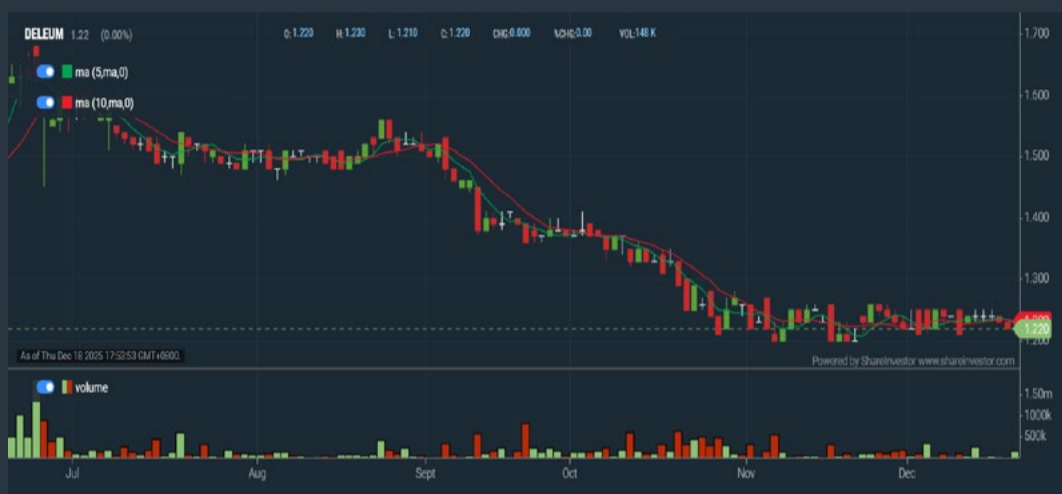 DELEUM 1.22 (0.00%) O:1.220 H:1.230 L:1.210 C:1.220 CHG:0.000 %CHG:0.00 VOL:148 K
ma (5,ma,0)
ma (10,ma,0)
1.700
1.600
1.500
1.400
1.300
1.220
1.200
As of Thu Dec 18 2025 17:53:53 GMT+0800.
Powered by ShareInvestor www.shareinvestor.com
volume
1.50m
1000k
500k
Jul Aug Sept Oct Nov Dec